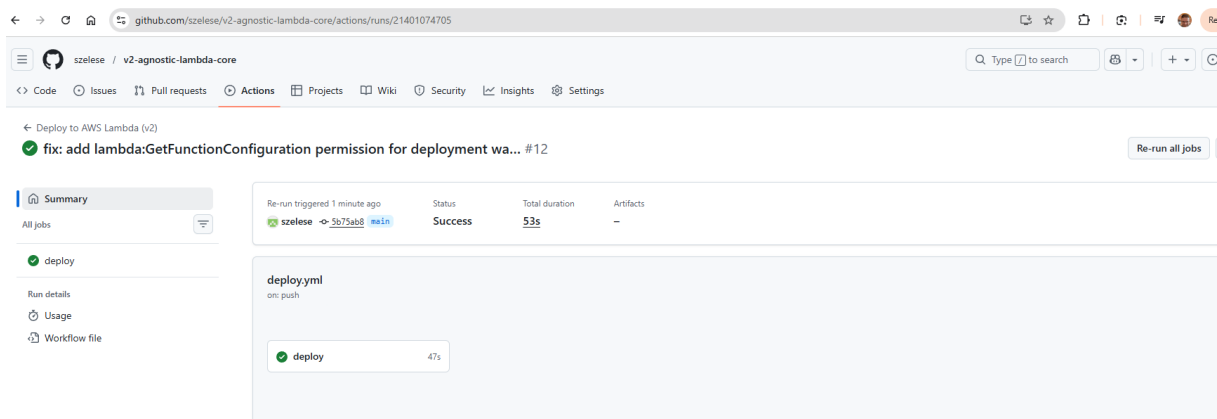 github.com/szelese/v2-agnostic-lambda-core/actions/runs/21401074705
Re
szelese / v2-agnostic-lambda-core
Type / to search
Code Issues Pull requests Actions Projects Wiki Security Insights Settings
← Deploy to AWS Lambda (v2)
fix: add lambda:GetFunctionConfiguration permission for deployment wa... #12
Re-run all jobs
Summary
All jobs
deploy
Run details
Usage
Workflow file
Re-run triggered 1 minute ago Status Total duration Artifacts
szelese 5b75ab8 main Success 53s –
deploy.yml
on: push
deploy 47s